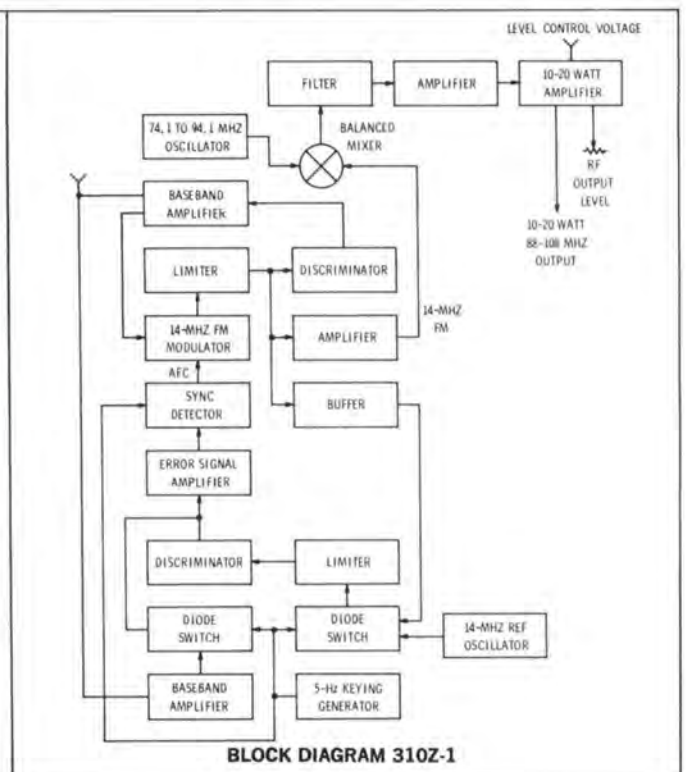 LEVEL CONTROL VOLTAGE
FILTER
AMPLIFIER
10-20 WATT
AMPLIFIER
74.1 TO 94.1 MHZ
OSCILLATOR
BALANCED
MIXER
RF
OUTPUT
LEVEL
BASEBAND
AMPLIFIER
10-20 WATT
88-108 MHZ
OUTPUT
LIMITER
DISCRIMINATOR
14-MHZ
FM
14-MHZ FM
MODULATOR
AMPLIFIER
AFC
SYNC
DETECTOR
BUFFER
ERROR SIGNAL
AMPLIFIER
DISCRIMINATOR
LIMITER
DIODE
SWITCH
DIODE
SWITCH
14-MHZ REF
OSCILLATOR
BASEBAND
AMPLIFIER
5-Hz KEYING
GENERATOR
BLOCK DIAGRAM 310Z-1